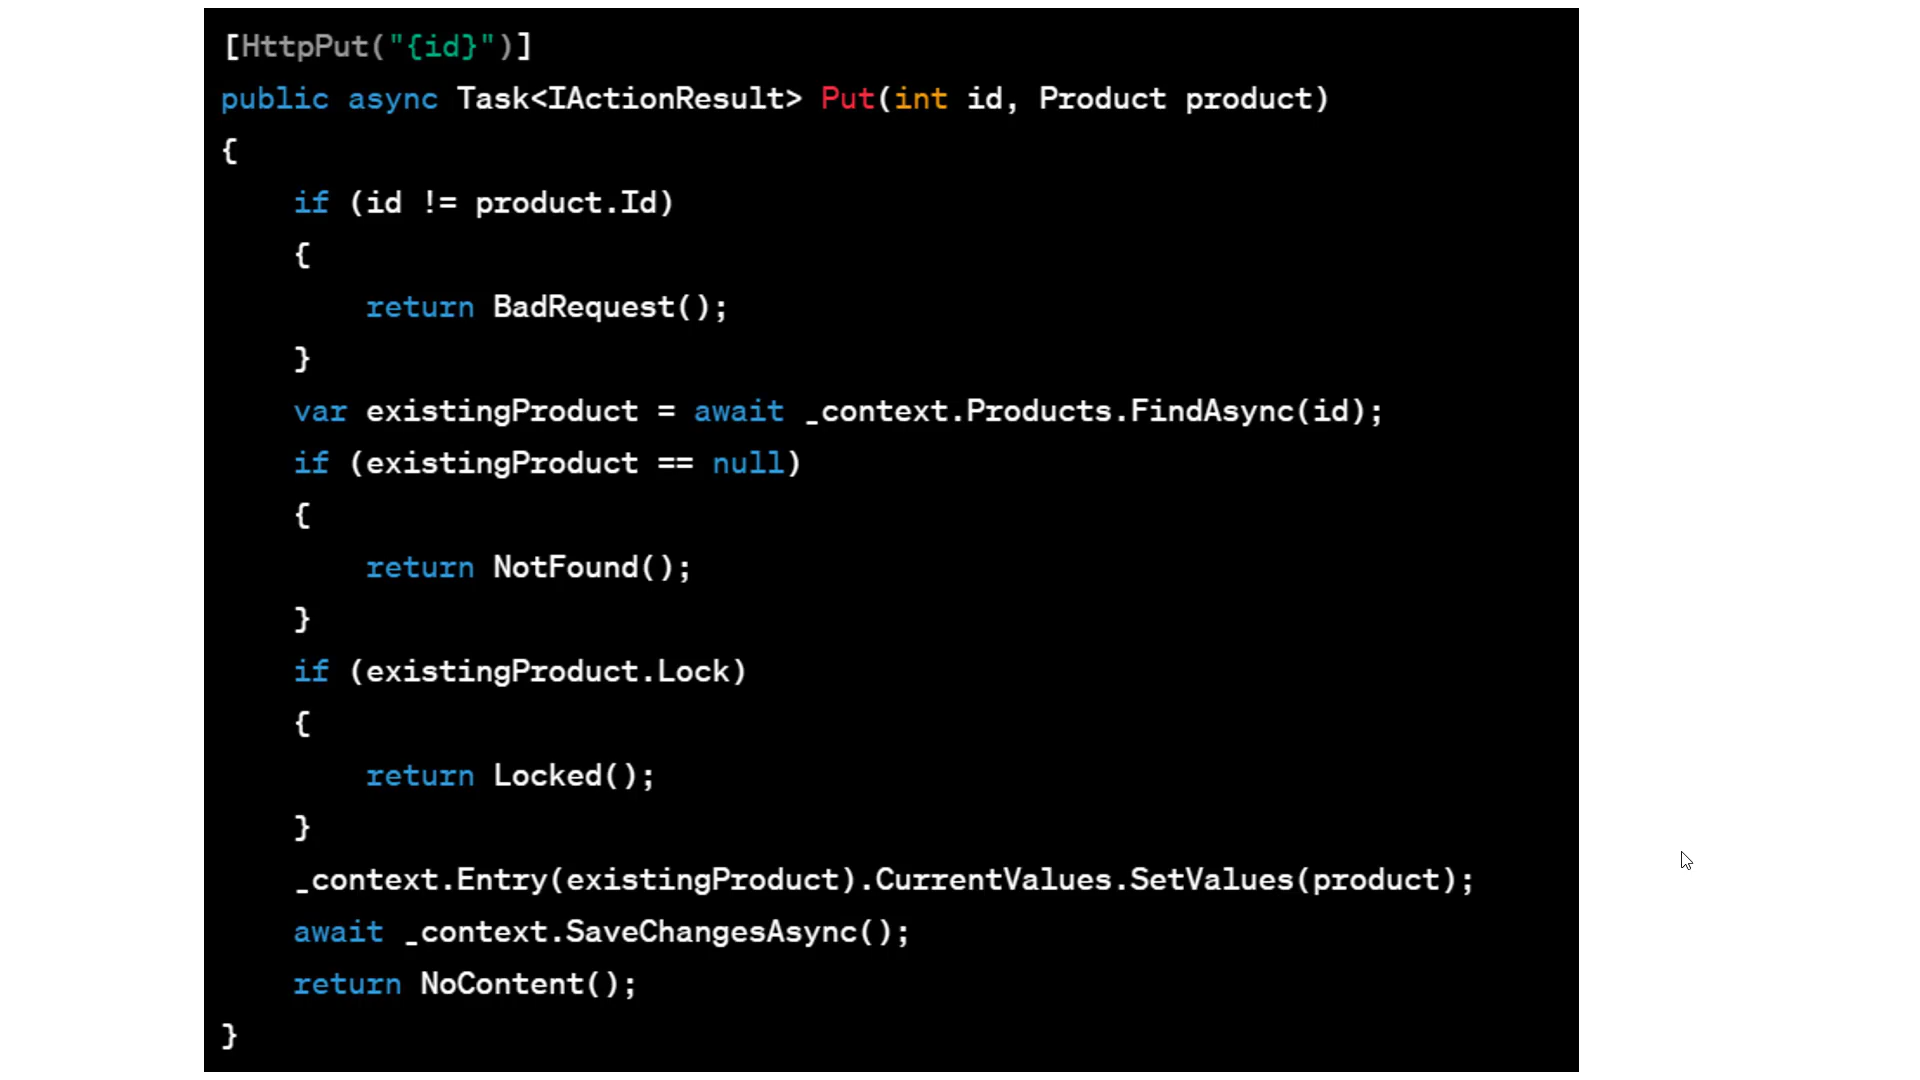 [HttpPut("{id}")]
public async Task<IActionResult> Put(int id, Product product)
{
    if (id != product.Id)
    {
        return BadRequest();
    }
    var existingProduct = await _context.Products.FindAsync(id);
    if (existingProduct == null)
    {
        return NotFound();
    }
    if (existingProduct.Lock)
    {
        return Locked();
    }
    _context.Entry(existingProduct).CurrentValues.SetValues(product);
    await _context.SaveChangesAsync();
    return NoContent();
}